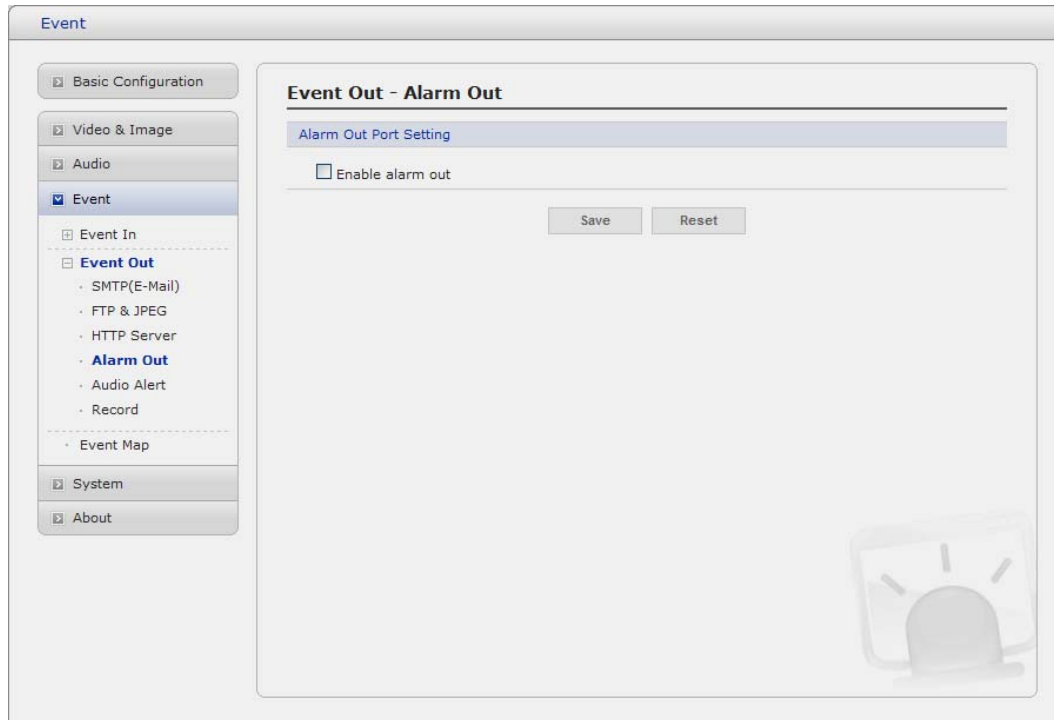 Event
Basic Configuration
Video & Image
Audio
Event
Event In
Event Out
SMTP(E-Mail)
FTP & JPEG
HTTP Server
Alarm Out
Audio Alert
Record
Event Map
System
About
Event Out - Alarm Out
Alarm Out Port Setting
Enable alarm out
Save Reset